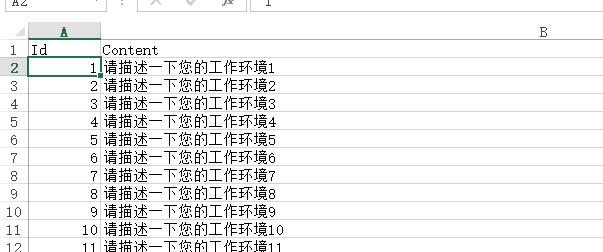 A2 fx 1
A B
1 Id Content
2 1 请描述一下您的工作环境1
3 2 请描述一下您的工作环境2
4 3 请描述一下您的工作环境3
5 4 请描述一下您的工作环境4
6 5 请描述一下您的工作环境5
7 6 请描述一下您的工作环境6
8 7 请描述一下您的工作环境7
9 8 请描述一下您的工作环境8
10 9 请描述一下您的工作环境9
11 10 请描述一下您的工作环境10
12 11 请描述一下您的工作环境11